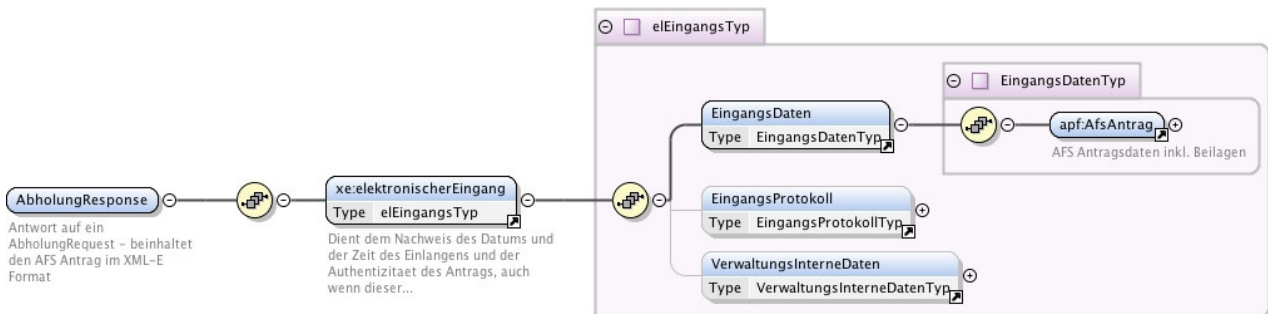 elEingangsTyp
EingangsDatenTyp
EingangsDaten
Type EingangsDatenTyp
apf:AfsAntrag
AFS Antragsdaten inkl. Beilagen
AbholungResponse
Antwort auf ein
AbholungRequest – beinhaltet
den AFS Antrag im XML-E
Format
xe:elektronischerEingang
Type elEingangsTyp
Dient dem Nachweis des Datums und
der Zeit des Einlangens und der
Authentizitaet des Antrags, auch
wenn dieser...
EingangsProtokoll
Type EingangsProtokollTyp
VerwaltungsInterneDaten
Type VerwaltungsInterneDatenTyp